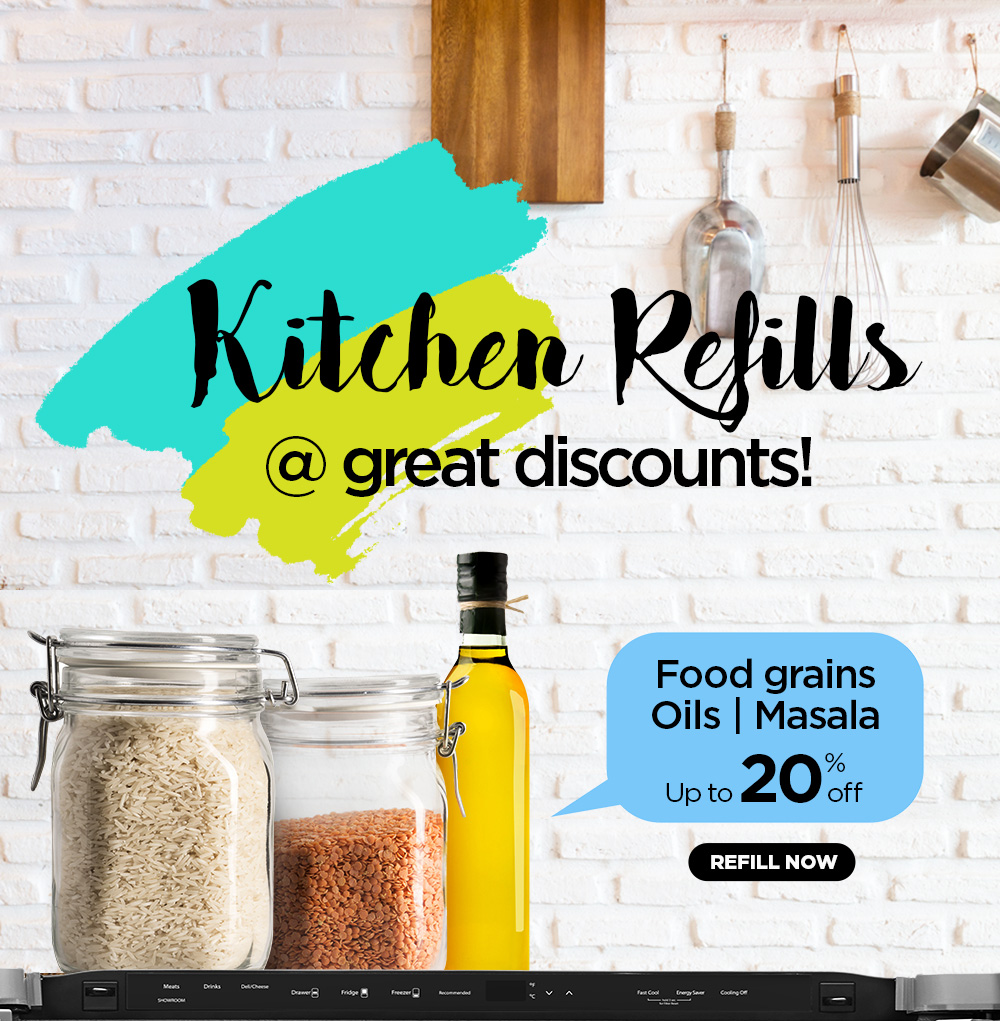 Kitchen Refills
@ great discounts!
Food grains
Oils | Masala
Up to 20% off
REFILL NOW
Meats Drinks Deli/Cheese Drawer Fridge Freezer Recommended °F Fast Cool Energy Saver Cooling Off
SHOWROOM °C